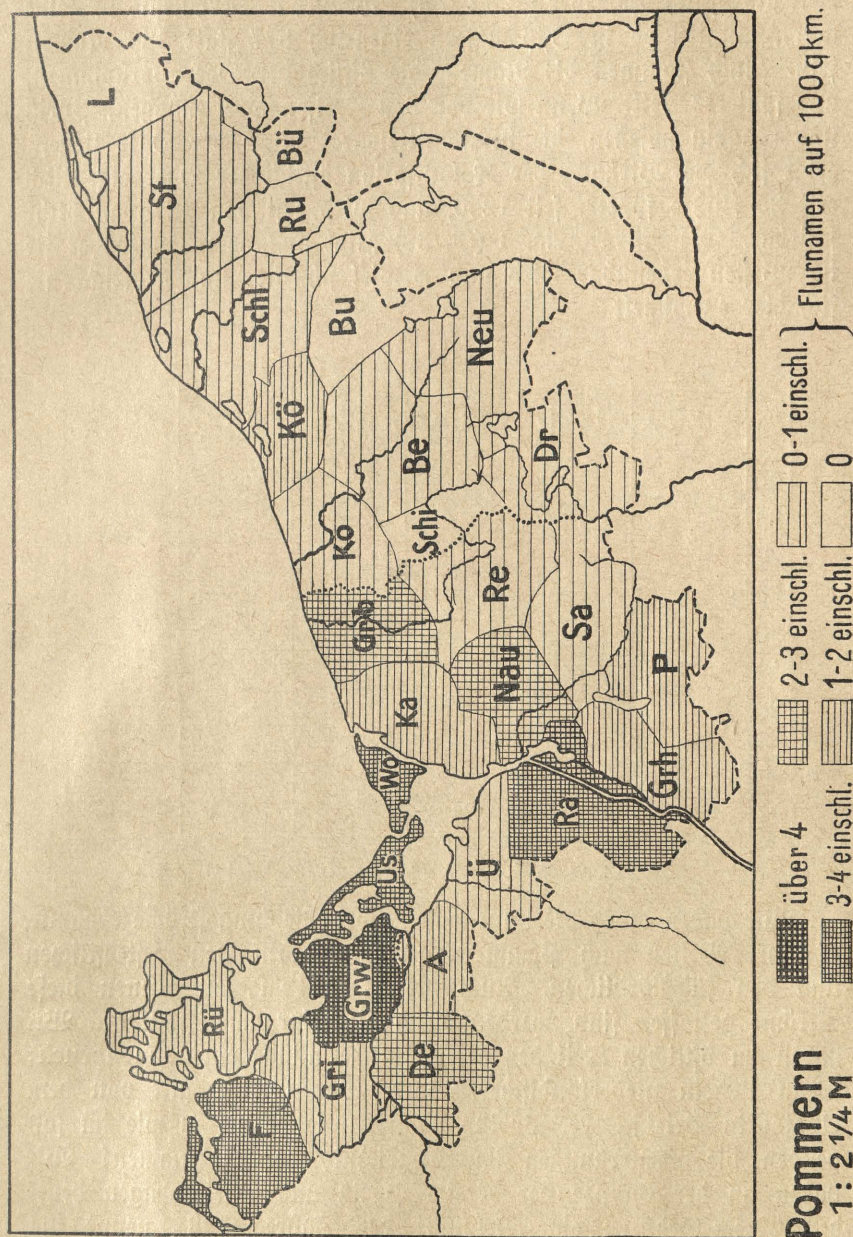 L
St
Bü
Ru
Schl
Bu
Kö
Neu
Be
Dr
Ko
Schi
Re
Grb
Sa
Nau
Ka
P
Grh
Wo
Ra
Us
Ü
Grw
A
Rü
Gri
De
F
Pommern
1 : 2 1/4 M
über 4
3-4 einschl.
2-3 einschl.
1-2 einschl.
0-1 einschl.
0
Flurnamen auf 100 qkm.